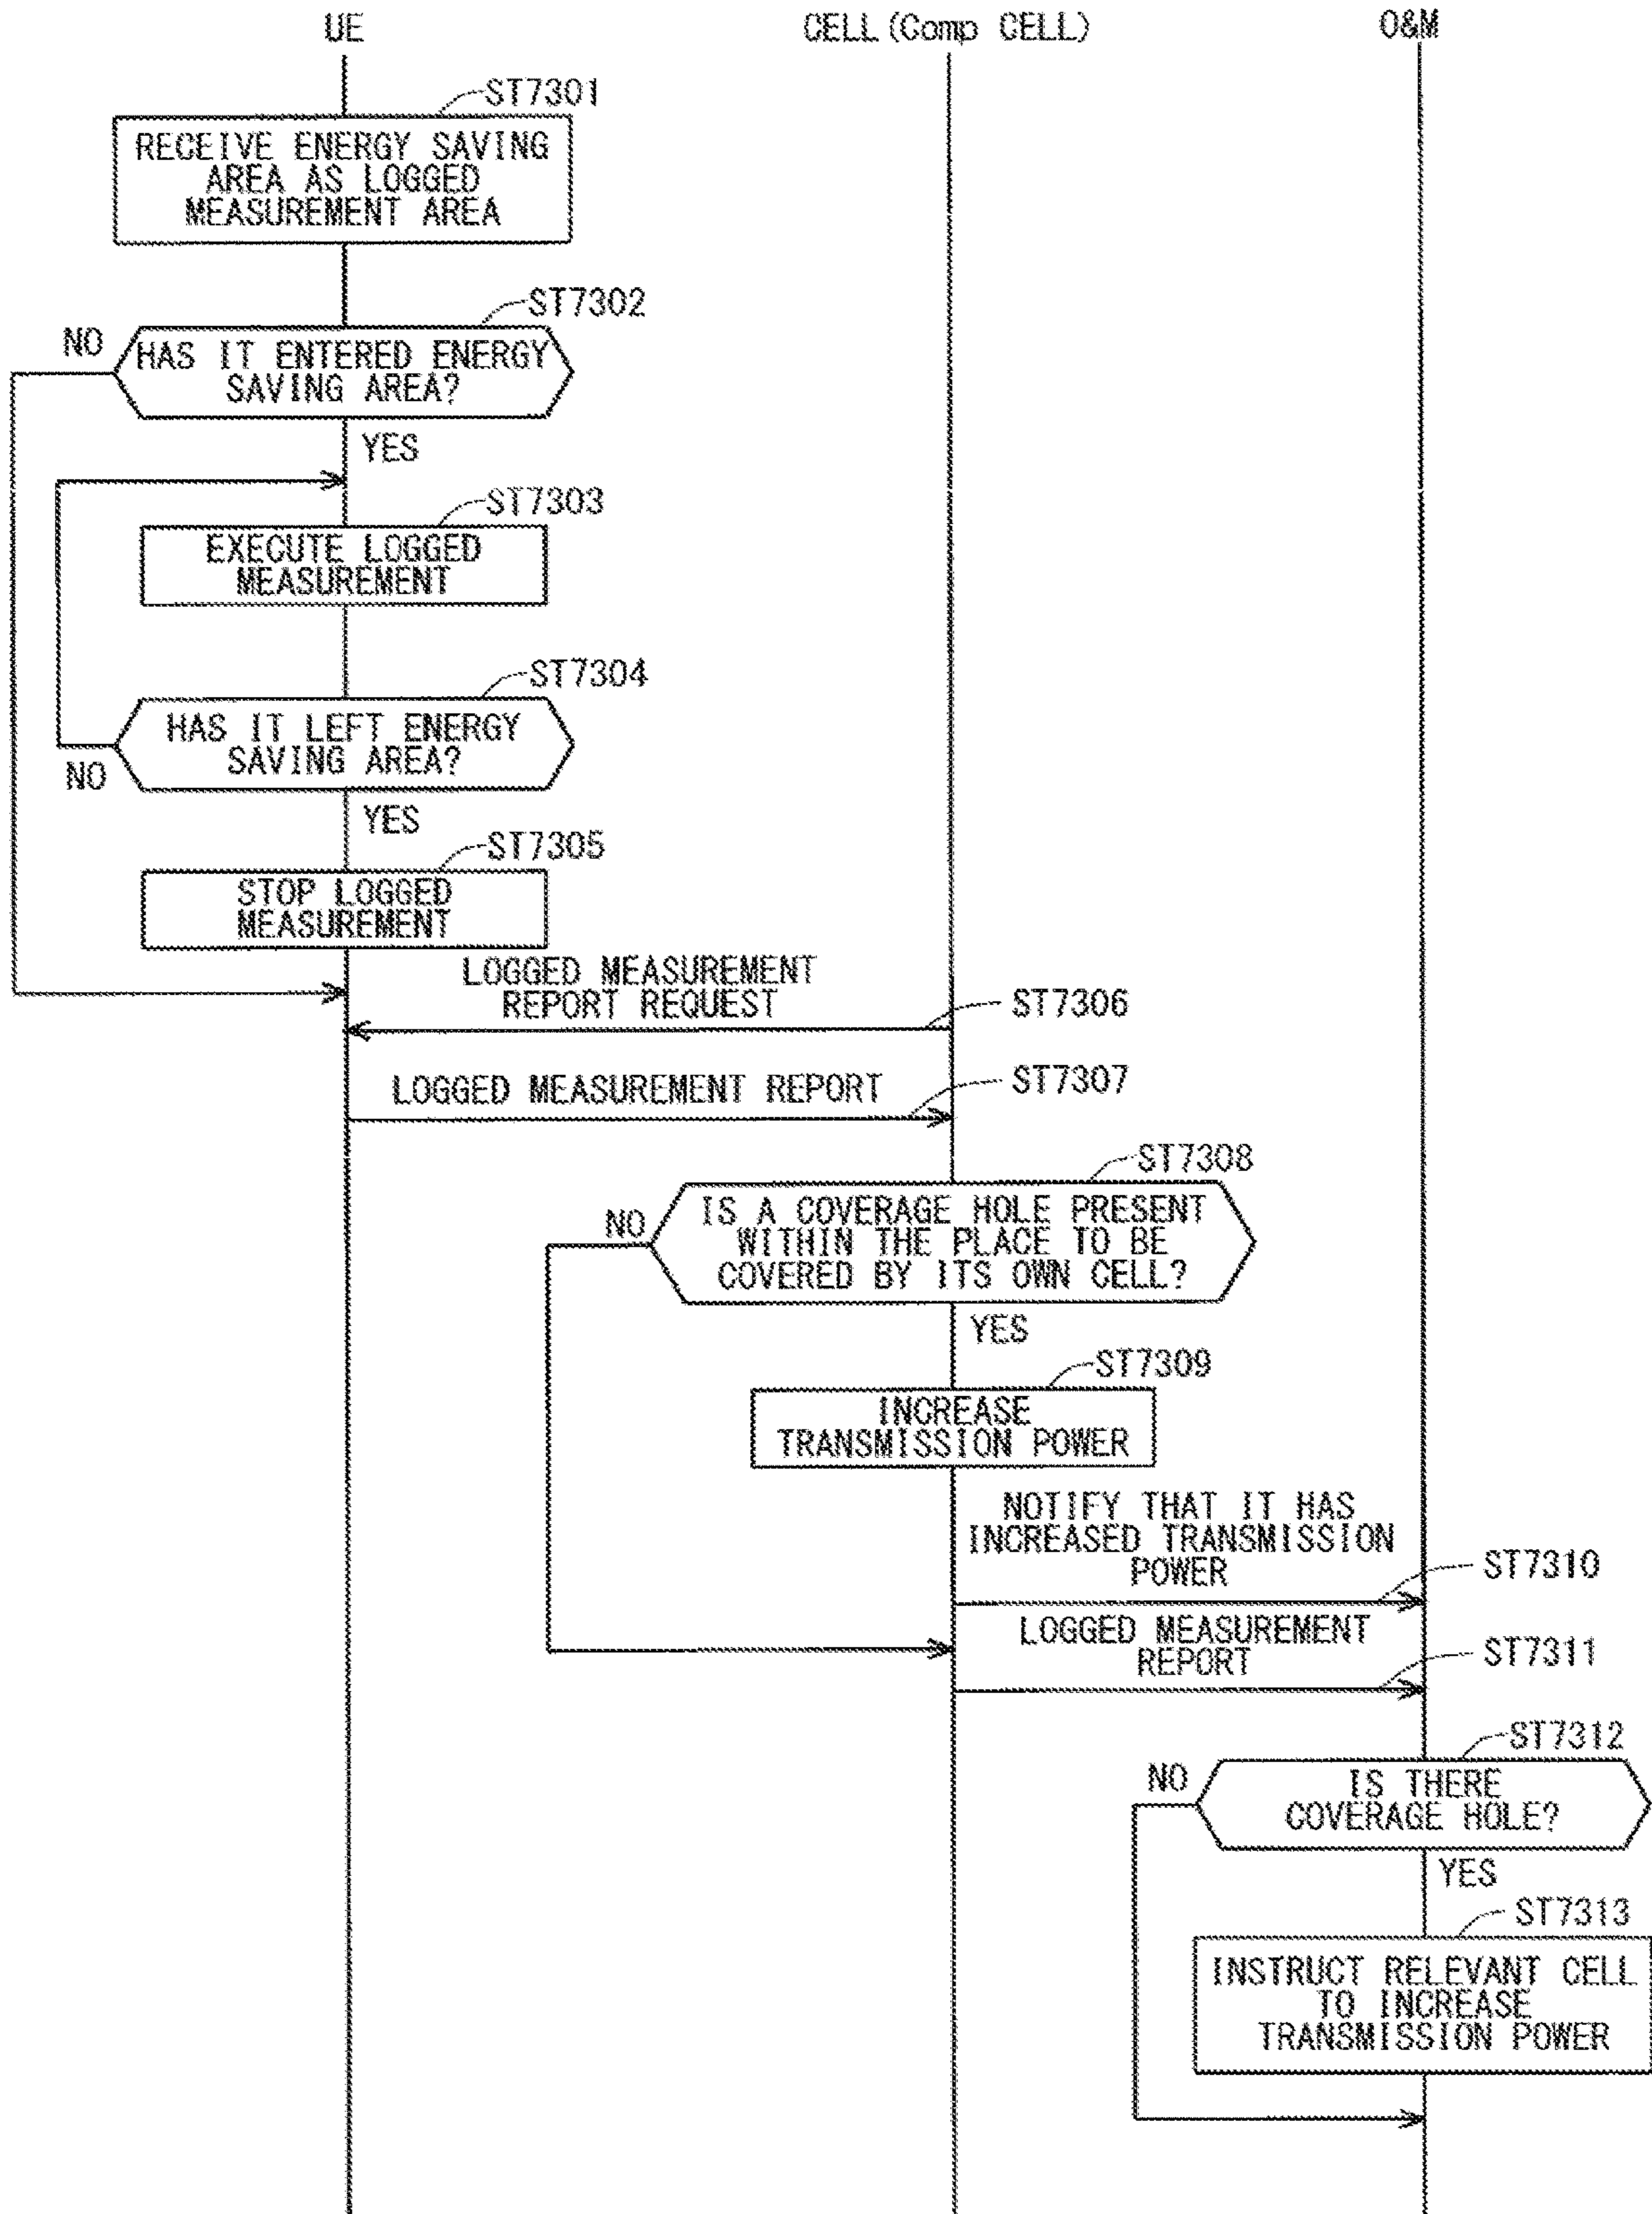 UE
CELL(Comp CELL)
O&M
ST7301
RECEIVE ENERGY SAVING
AREA AS LOGGED
MEASUREMENT AREA
ST7302
NO
HAS IT ENTERED ENERGY
SAVING AREA?
YES
ST7303
EXECUTE LOGGED
MEASUREMENT
ST7304
HAS IT LEFT ENERGY
SAVING AREA?
NO
YES
ST7305
STOP LOGGED
MEASUREMENT
LOGGED MEASUREMENT
REPORT REQUEST
ST7306
LOGGED MEASUREMENT REPORT
ST7307
ST7308
NO
IS A COVERAGE HOLE PRESENT
WITHIN THE PLACE TO BE
COVERED BY ITS OWN CELL?
YES
ST7309
INCREASE
TRANSMISSION POWER
NOTIFY THAT IT HAS
INCREASED TRANSMISSION
POWER
ST7310
LOGGED MEASUREMENT
REPORT
ST7311
ST7312
NO
IS THERE
COVERAGE HOLE?
YES
ST7313
INSTRUCT RELEVANT CELL
TO INCREASE
TRANSMISSION POWER